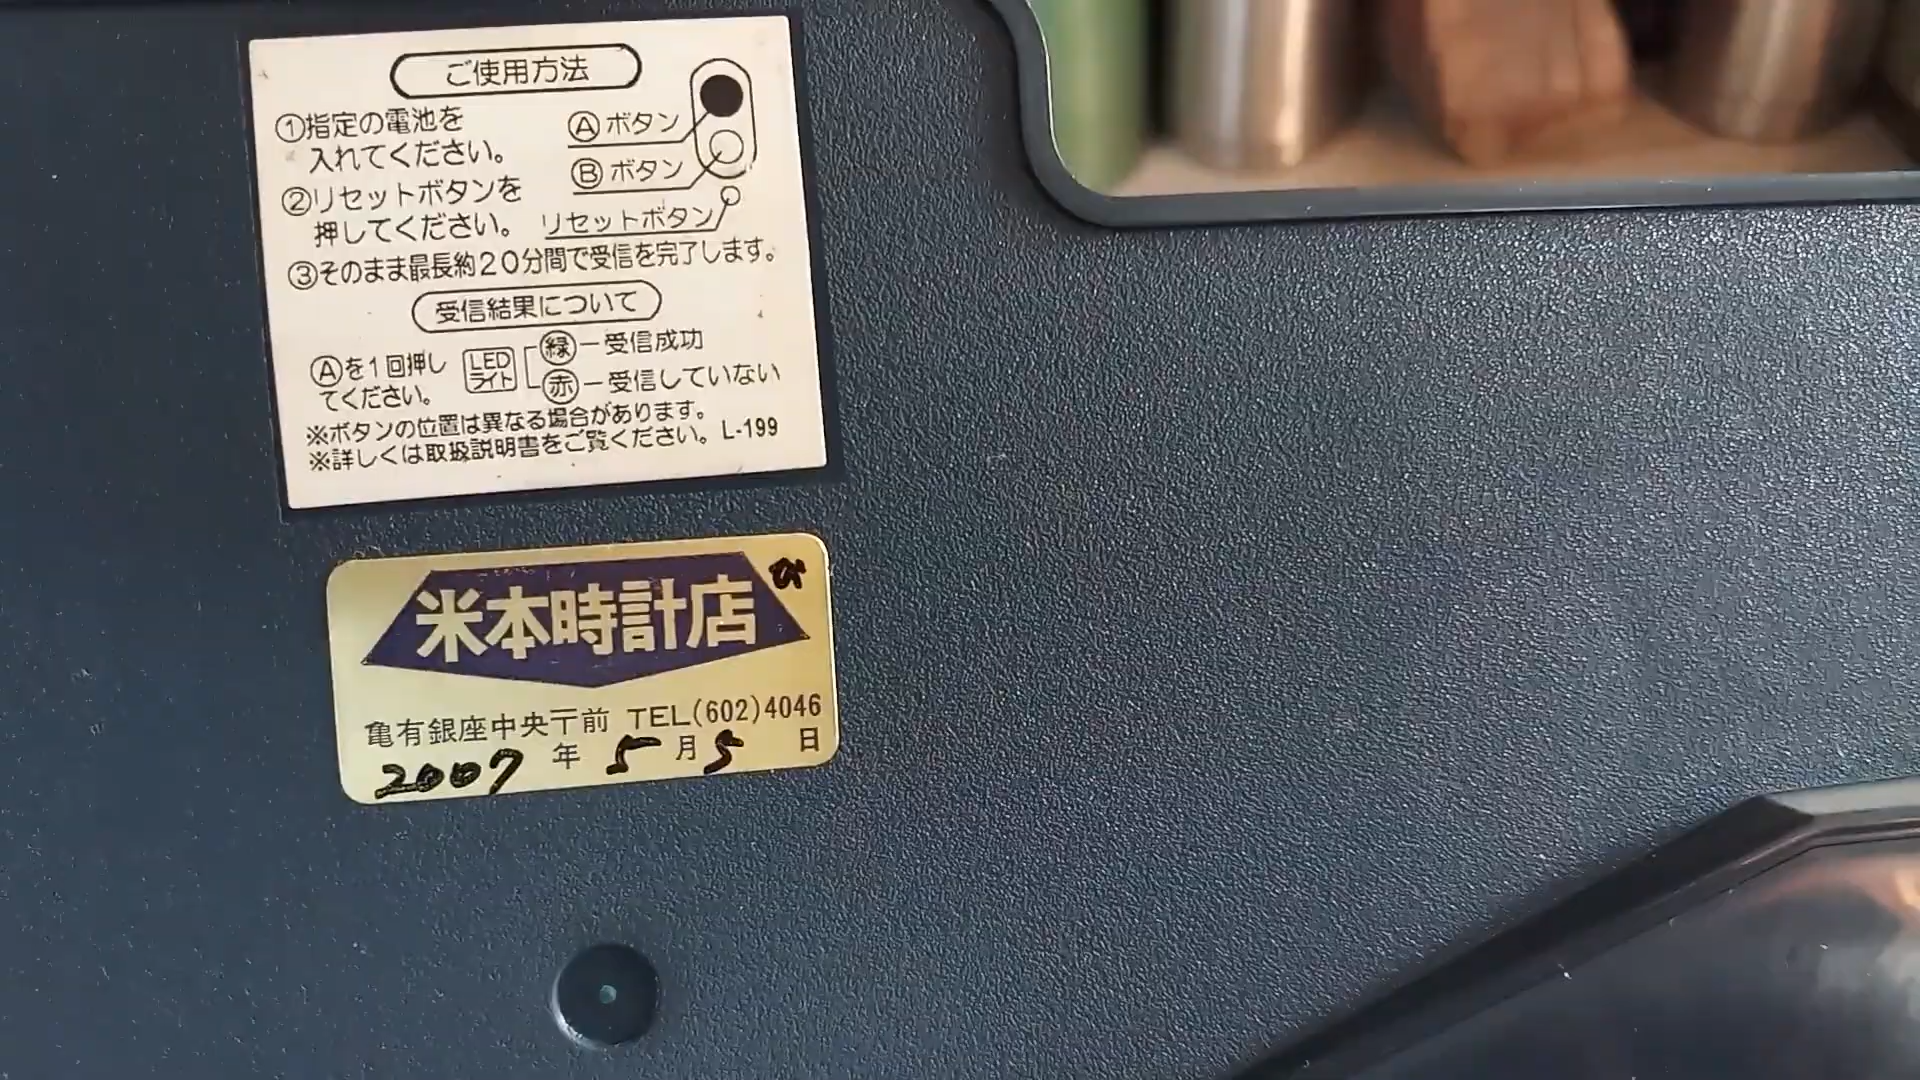 ご使用方法
①指定の電池を
入れてください。
Ⓐボタン
Ⓑボタン
②リセットボタンを
押してください。
リセットボタン
③そのまま最長約20分間で受信を完了します。
受信結果について
Ⓐを1回押し
てください。
LED
ライト
緑ー受信成功
赤ー受信していない
※ボタンの位置は異なる場合があります。
※詳しくは取扱説明書をご覧ください。L-199
米本時計店
亀有銀座中央〒前 TEL(602)4046
2007年5月5日